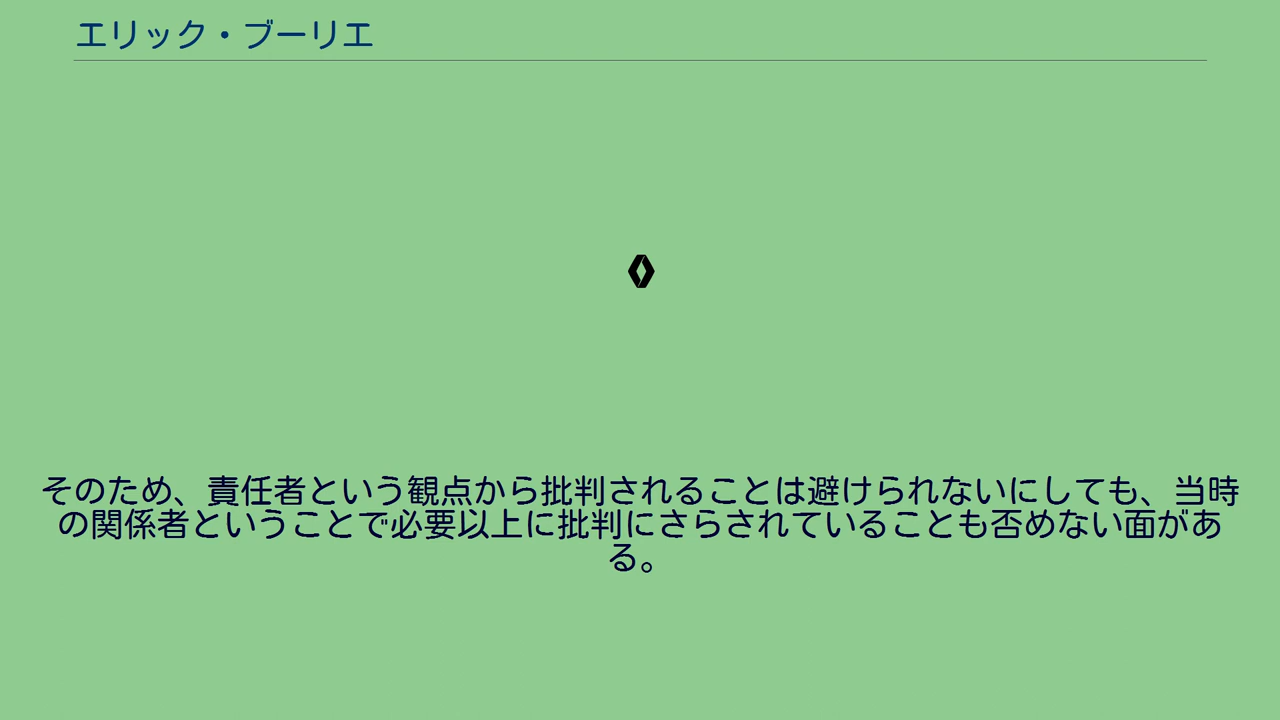 エリック・ブーリエ
そのため、責任者という観点から批判されることは避けられないにしても、当時
の関係者ということで必要以上に批判にさらされていることも否めない面があ
る。